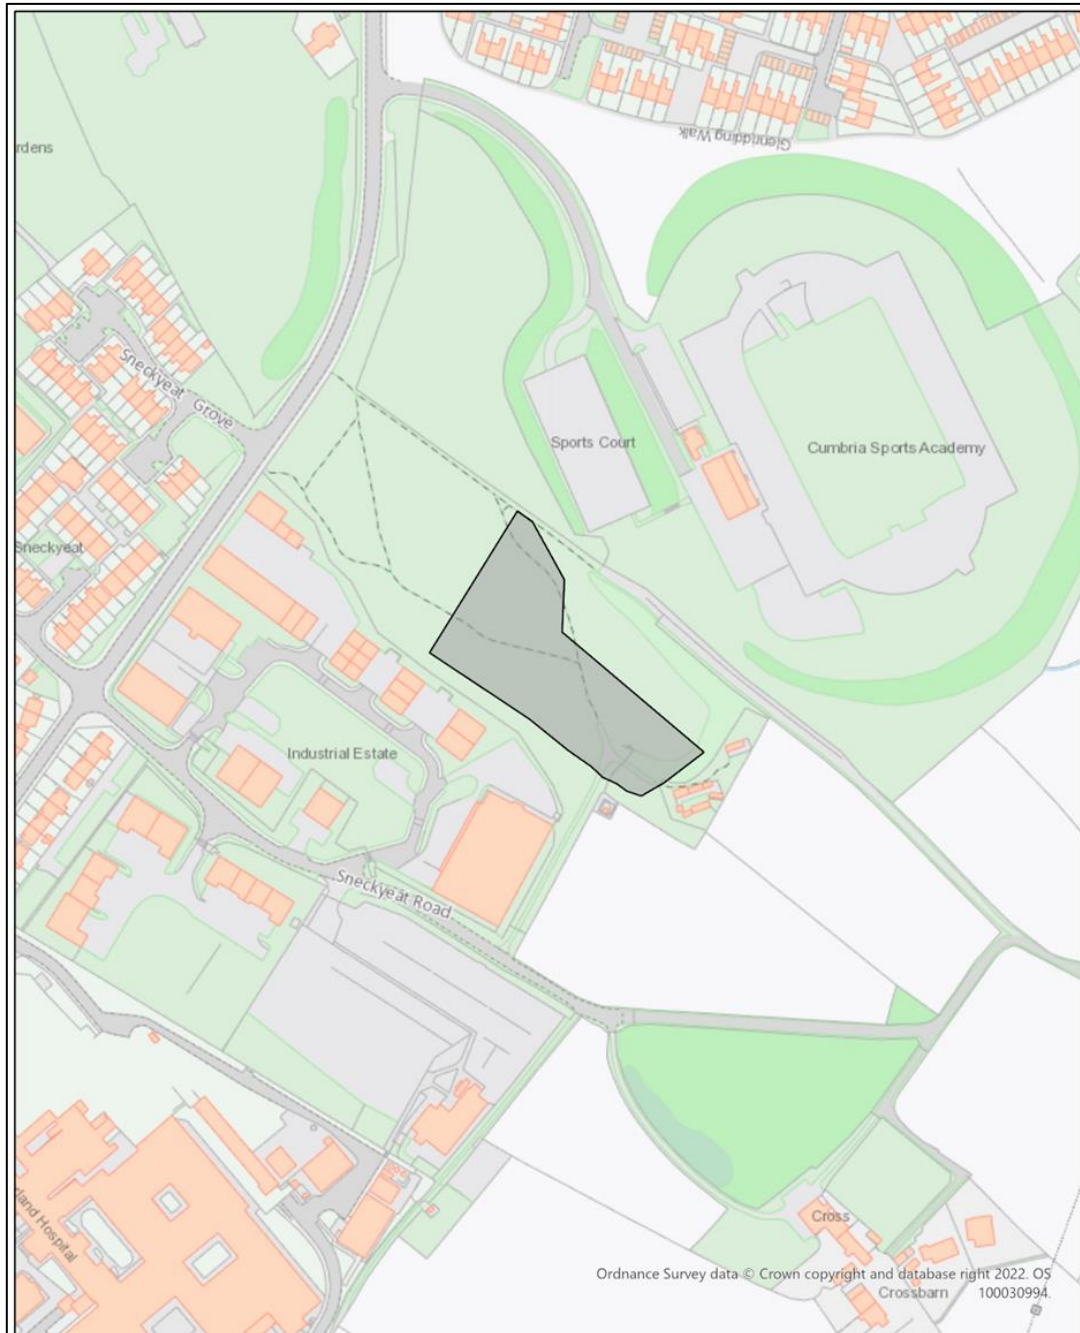 Glenridding Walk
rdens
Sneckyeat Grove
Sports Court
Cumbria Sports Academy
Sneckyeat
Industrial Estate
Sneckyeat Road
rland Hospital
Cross
Ordnance Survey data © Crown copyright and database right 2022. OS
100030994.
Crossbarn